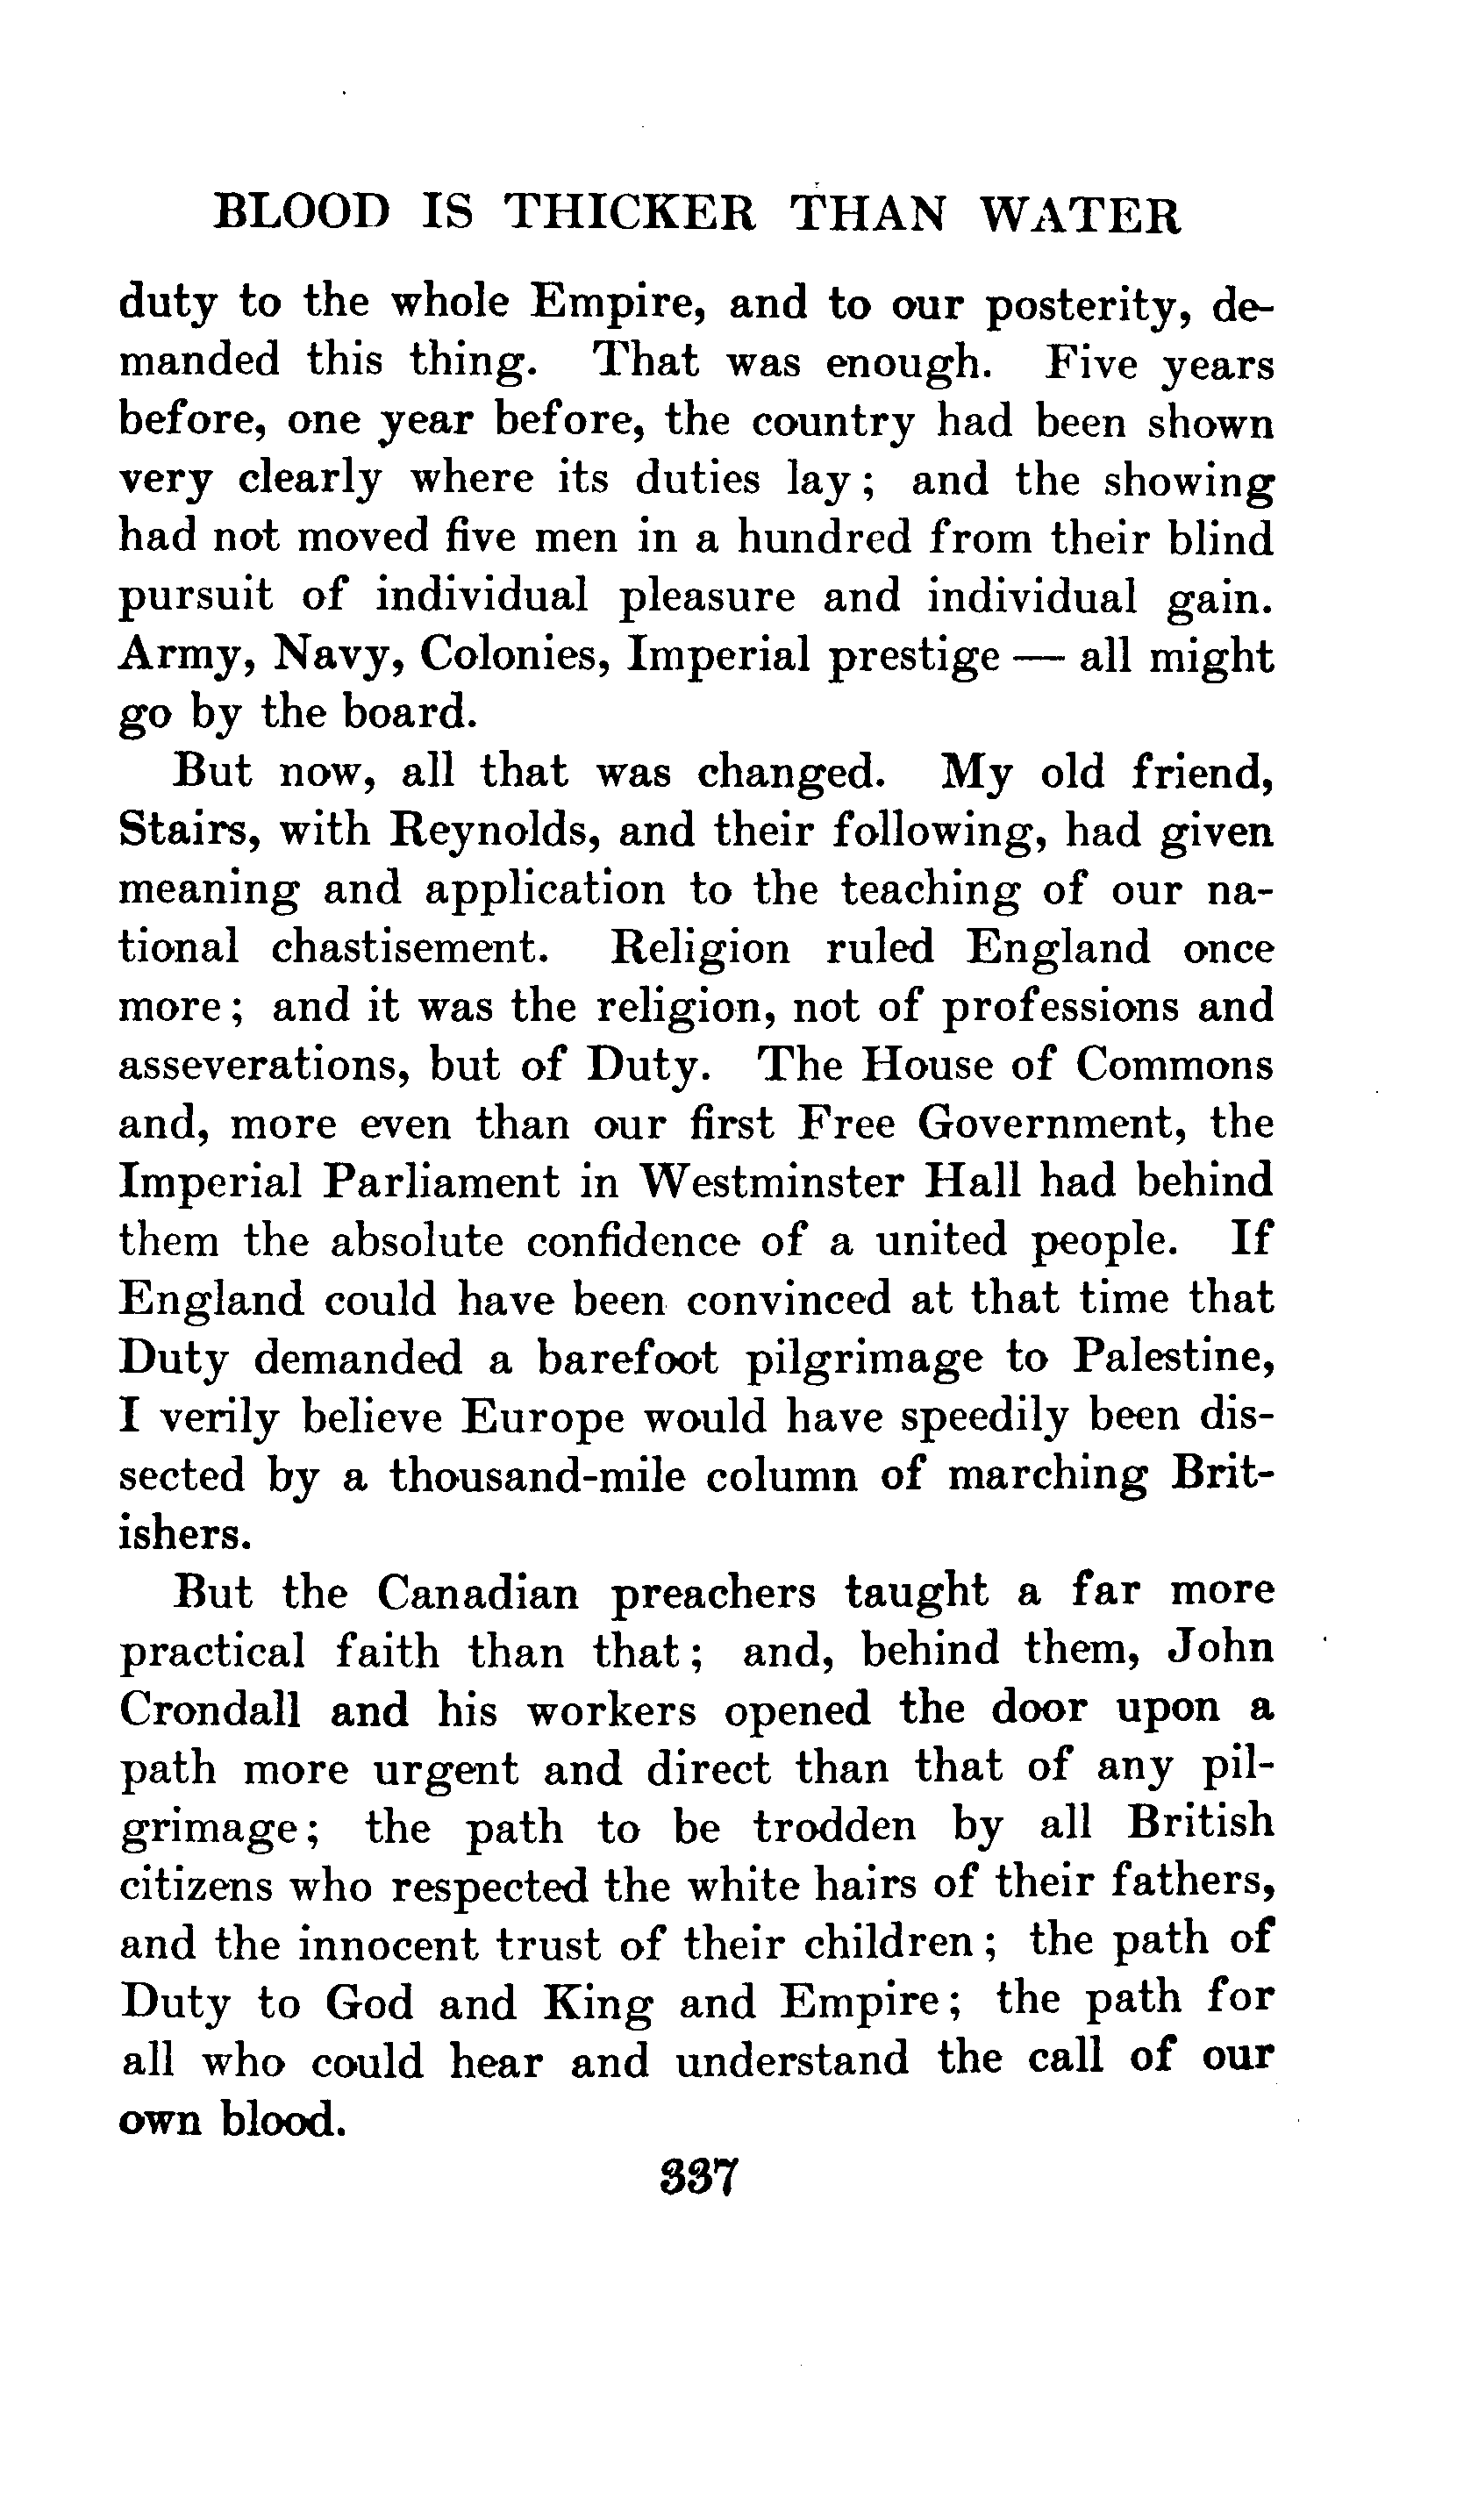 BLOOD IS THICKER THAN WATER
duty to the whole Empire, and to our posterity, de-
manded this thing. That was enough. Five years
before, one year before, the country had been shown
very clearly where its duties lay; and the showing
had not moved five men in a hundred from their blind
pursuit of individual pleasure and individual gain.
Army, Navy, Colonies, Imperial prestige — all might
go by the board.
But now, all that was changed. My old friend,
Stairs, with Reynolds, and their following, had given
meaning and application to the teaching of our na-
tional chastisement. Religion ruled England once
more; and it was the religion, not of professions and
asseverations, but of Duty. The House of Commons
and, more even than our first Free Government, the
Imperial Parliament in Westminster Hall had behind
them the absolute confidence of a united people. If
England could have been convinced at that time that
Duty demanded a barefoot pilgrimage to Palestine,
I verily believe Europe would have speedily been dis-
sected by a thousand-mile column of marching Brit-
ishers.
But the Canadian preachers taught a far more
practical faith than that; and, behind them, John
Crondall and his workers opened the door upon a
path more urgent and direct than that of any pil-
grimage; the path to be trodden by all British
citizens who respected the white hairs of their fathers,
and the innocent trust of their children; the path of
Duty to God and King and Empire; the path for
all who could hear and understand the call of our
own blood.
337